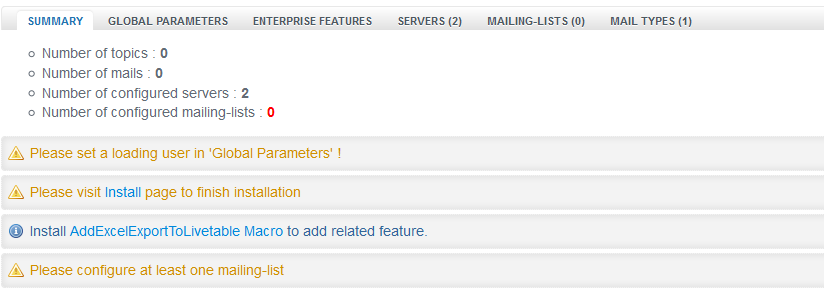 SUMMARY GLOBAL PARAMETERS ENTERPRISE FEATURES SERVERS (2) MAILING-LISTS (0) MAIL TYPES (1)
Number of topics : 0
Number of mails : 0
Number of configured servers : 2
Number of configured mailing-lists : 0
Please set a loading user in 'Global Parameters' !
Please visit Install page to finish installation
Install AddExcelExportToLivetable Macro to add related feature.
Please configure at least one mailing-list